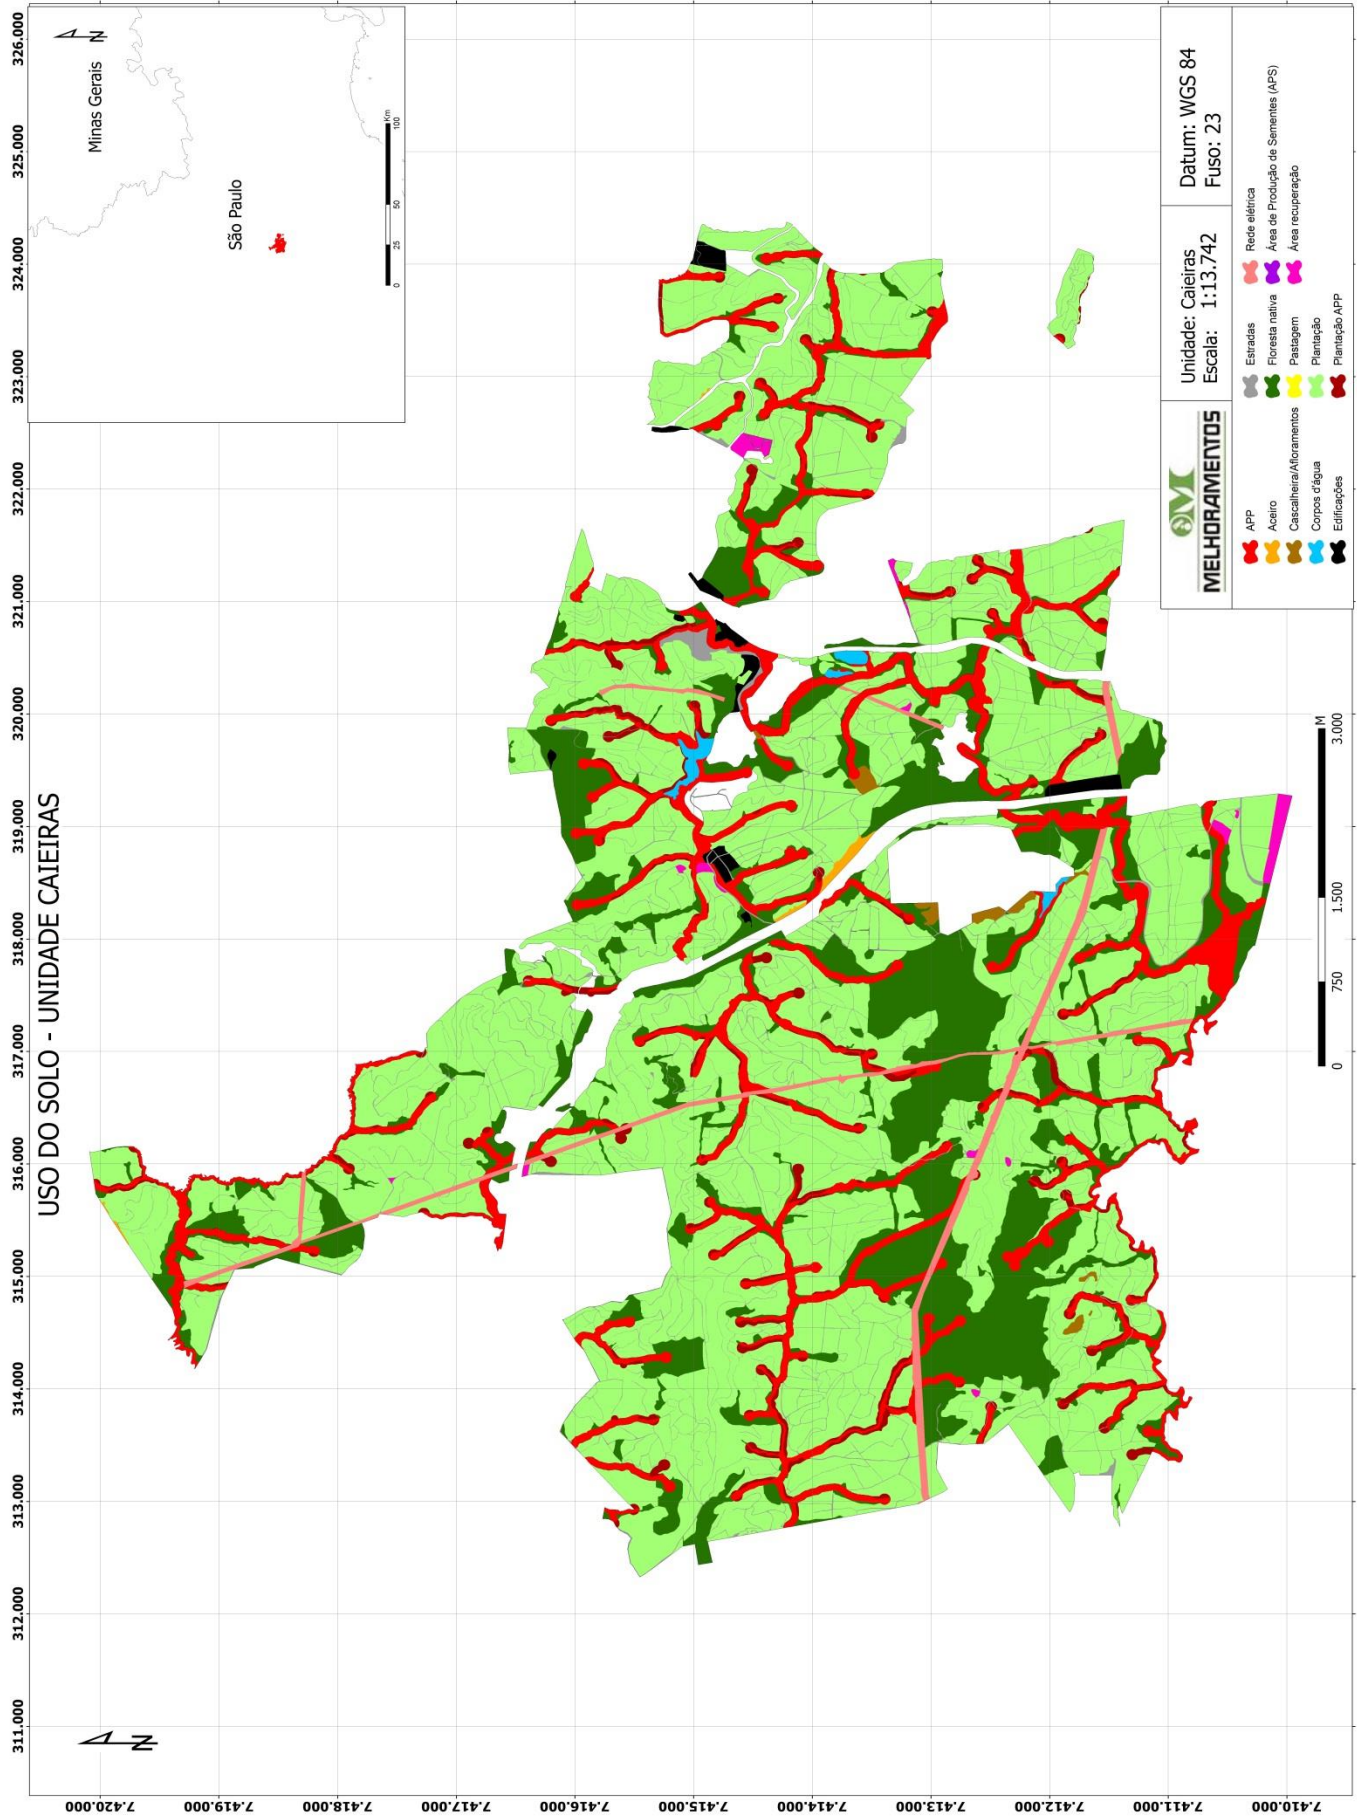 USO DO SOLO - UNIDADE CAIEIRAS
311.000
312.000
313.000
314.000
315.000
316.000
317.000
318.000
319.000
320.000
321.000
322.000
323.000
324.000
325.000
326.000
7.420.000
7.419.000
7.418.000
7.417.000
7.416.000
7.415.000
7.414.000
7.413.000
7.412.000
7.411.000
7.410.000
N
N
Minas Gerais
São Paulo
0 25 50 100
Km
0 750 1.500 3.000
M
MELHORAMENTOS
Unidade: Caieiras
Escala: 1:13.742
Datum: WGS 84
Fuso: 23
APP
Aceiro
Cascalheira/Afloramentos
Corpos d'água
Edificações
Estradas
Floresta nativa
Pastagem
Plantação
Plantação APP
Rede elétrica
Área de Produção de Sementes (APS)
Área recuperação